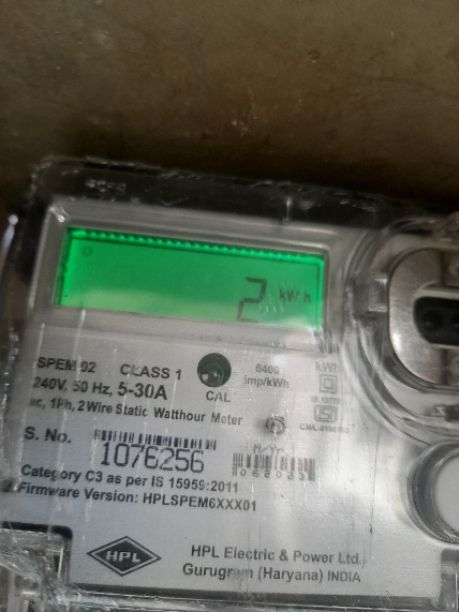 2 kWh
SPEM 02 CLASS 1 6400 imp/kWh
240V, 50 Hz, 5-30A CAL
ac, 1Ph, 2 Wire Static Watthour Meter
S. No. 1076256 M/Yr
Category C3 as per IS 15959:2011
Firmware Version: HPLSPEM6XXX01
HPL HPL Electric & Power Ltd.
Gurugram (Haryana) INDIA